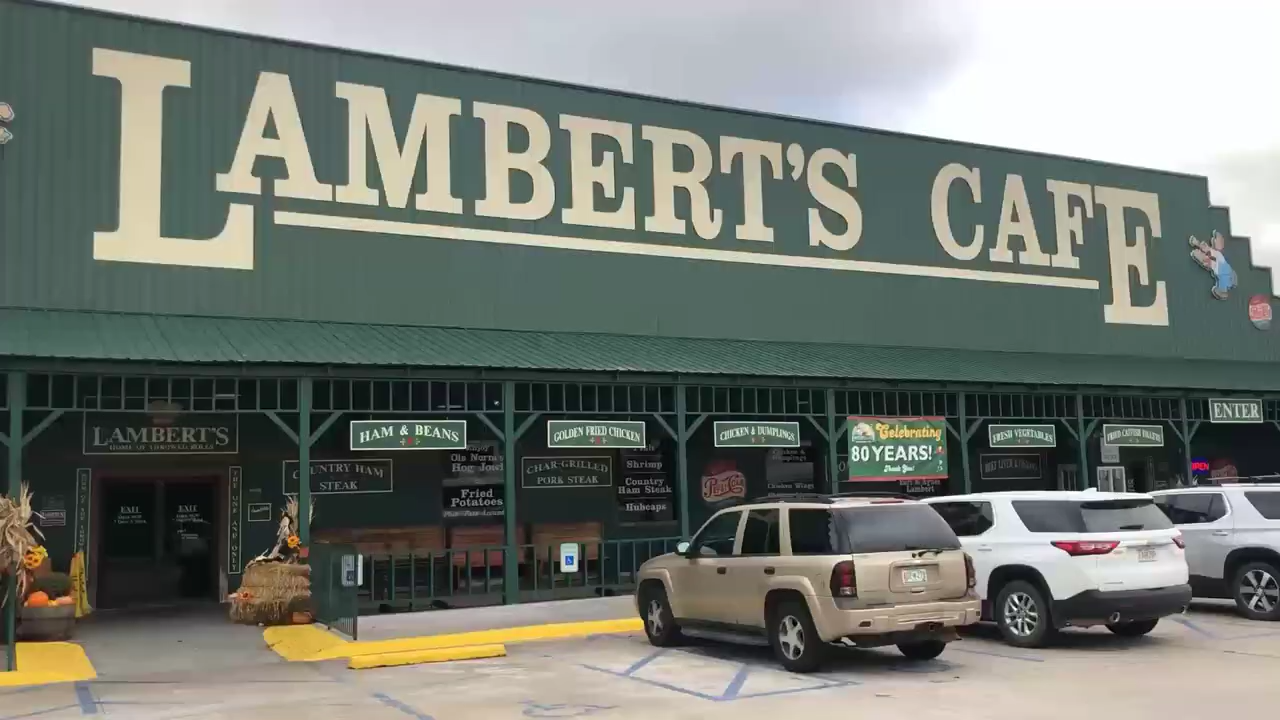 LAMBERT'S CAFE
ENTER
LAMBERT'S
HOME OF THROWED ROLLS
HAM & BEANS
GOLDEN FRIED CHICKEN
CHICKEN & DUMPLINGS
Celebrating
80 YEARS!
Thank You!
FRESH VEGETABLES
FRIED CATFISH FILLETS
OPEN
COUNTRY HAM
STEAK
Hog Jowl
Fried
Potatoes
CHAR-GRILLED
PORK STEAK
Shrimp
Country
Ham Steak
Hubcaps
Pepsi-Cola
EXIT
EXIT